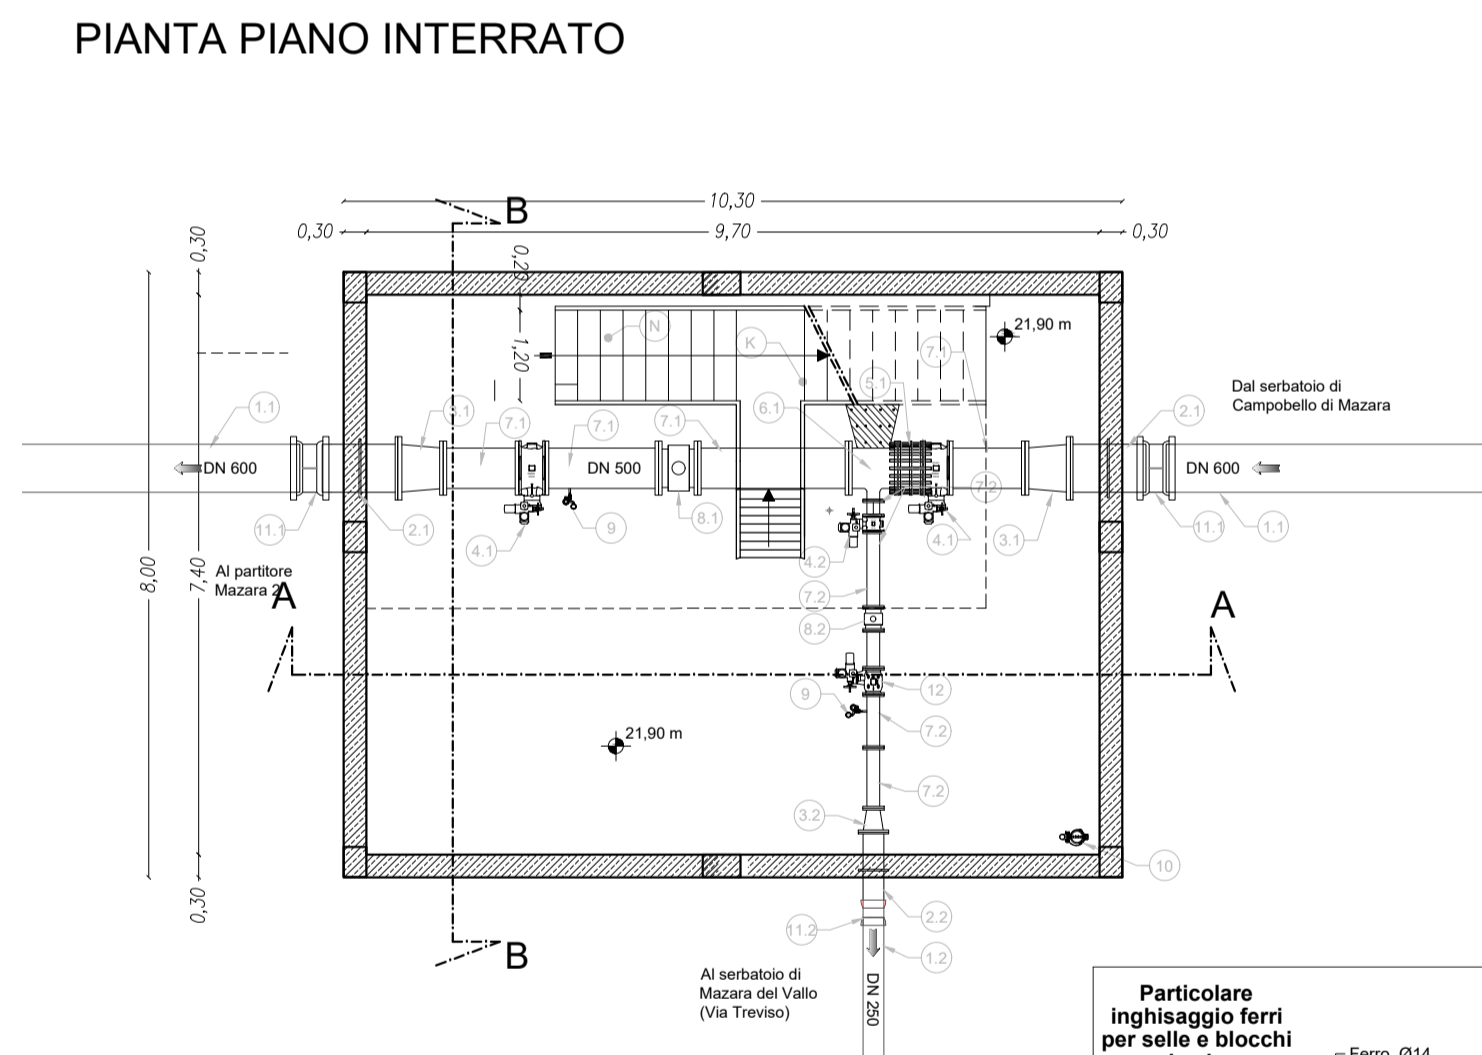 PIANTA PIANO INTERRATO
10,30
B
0,30
9,70
0,30
0,30
0,20
N
21,90 m
K
7.1
1,20
5.1
Dal serbatoio di
Campobello di Mazara
1.1
3.1
7.1
7.1
7.1
6.1
2.1
DN 600
DN 500
DN 600
7.2
11.1
2.1
4.1
9
8.1
4.1
3.1
11.1
1.1
4.2
8,00
7,40
Al partitore
Mazara 2
A
7.2
A
8.2
9
12
21,90 m
7.2
7.2
3.2
10
0,30
2.2
11.2
B
1.2
Al serbatoio di
Mazara del Vallo
(Via Treviso)
DN 250
Particolare
inghisaggio ferri
per selle e blocchi
Ferro Ø14